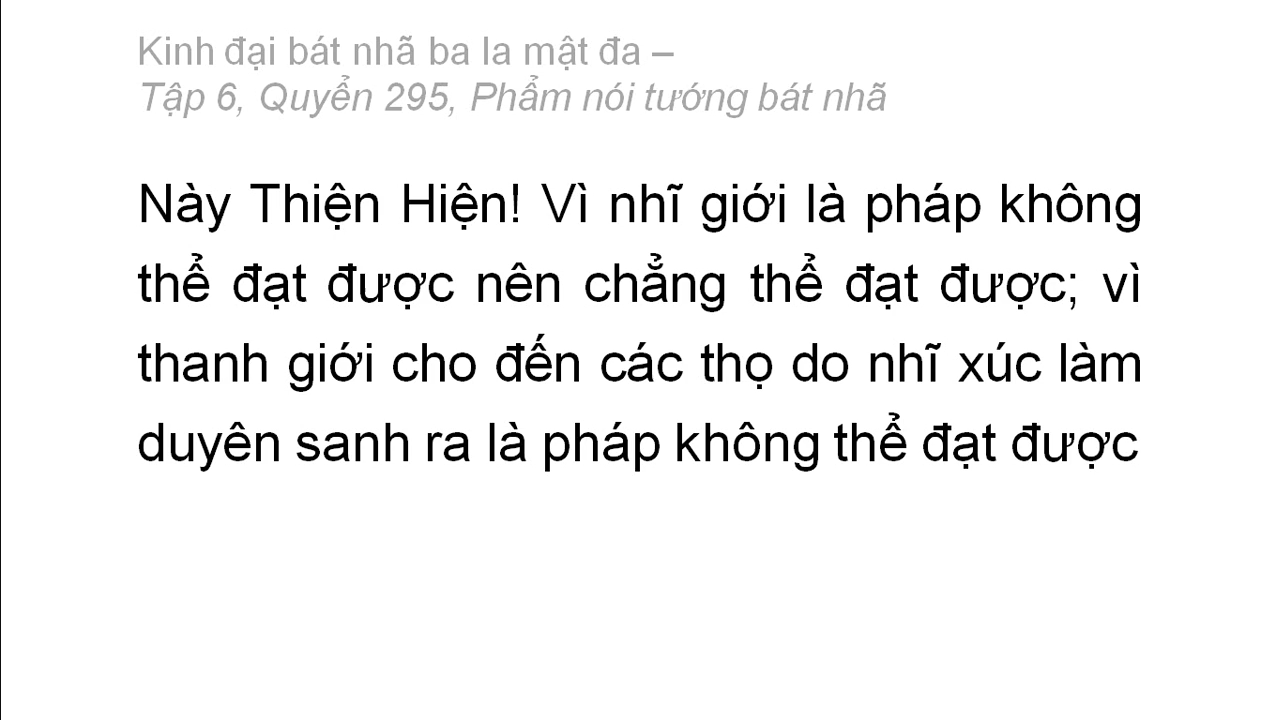 Kinh đại bát nhã ba la mật đa –
Tập 6, Quyển 295, Phẩm nói tướng bát nhã
Này Thiện Hiện! Vì nhĩ giới là pháp không
thể đạt được nên chẳng thể đạt được; vì
thanh giới cho đến các thọ do nhĩ xúc làm
duyên sanh ra là pháp không thể đạt được